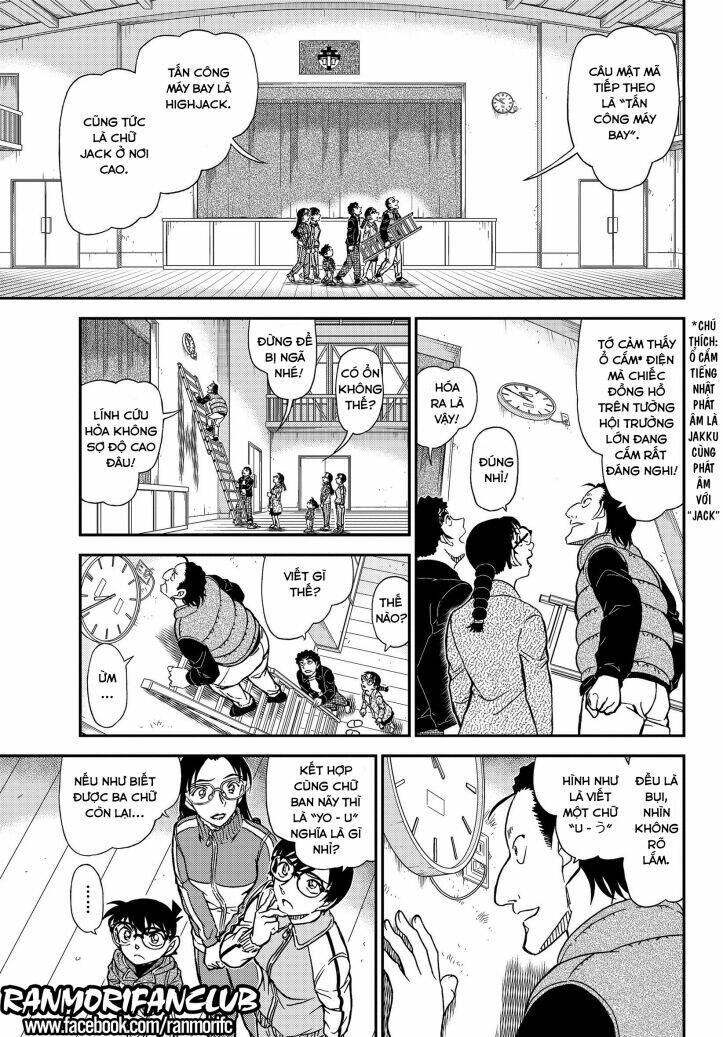 CÂU MẬT MÃ
TIẾP THEO
LÀ "TẤN
CÔNG MÁY
BAY".
TẤN CÔNG
MÁY BAY LÀ
HIGHJACK.
CŨNG TỨC
LÀ CHỮ
JACK Ở NƠI
CAO.
*CHÚ
THÍCH:
Ổ CẮM
TIẾNG
NHẬT
PHÁT
ÂM LÀ
JAKKU
CÙNG
PHÁT
ÂM
VỚI
"JACK"
TỚ CẢM THẤY
Ổ CẮM* ĐIỆN
MÀ CHIẾC
ĐỒNG HỒ
TRÊN TƯỜNG
HỘI TRƯỜNG
LỚN ĐANG
CẮM RẤT
ĐÁNG NGHI!
HÓA
RA LÀ
VẬY!
ĐÚNG
NHỈ!
ĐỪNG ĐỂ
BỊ NGÃ
NHÉ!
CÓ ỔN
KHÔNG
THẾ?
LÍNH CỨU
HỎA KHÔNG
SỢ ĐỘ CAO
ĐÂU!
VIẾT GÌ
THẾ?
THẾ
NÀO?
ỪM
...
ĐỀU LÀ
BỤI,
NHÌN
KHÔNG
RÕ
LẮM.
HÌNH NHƯ
LÀ VIẾT
MỘT CHỮ
"U - う"
KẾT HỢP
CÙNG CHỮ
BAN NÃY THÌ
LÀ "YO - U"
NGHĨA LÀ GÌ
NHỈ?
NẾU NHƯ BIẾT
ĐƯỢC BA CHỮ
CÒN LẠI...
......
RANMORIFANCLUB
www.facebook.com/ranmorifc